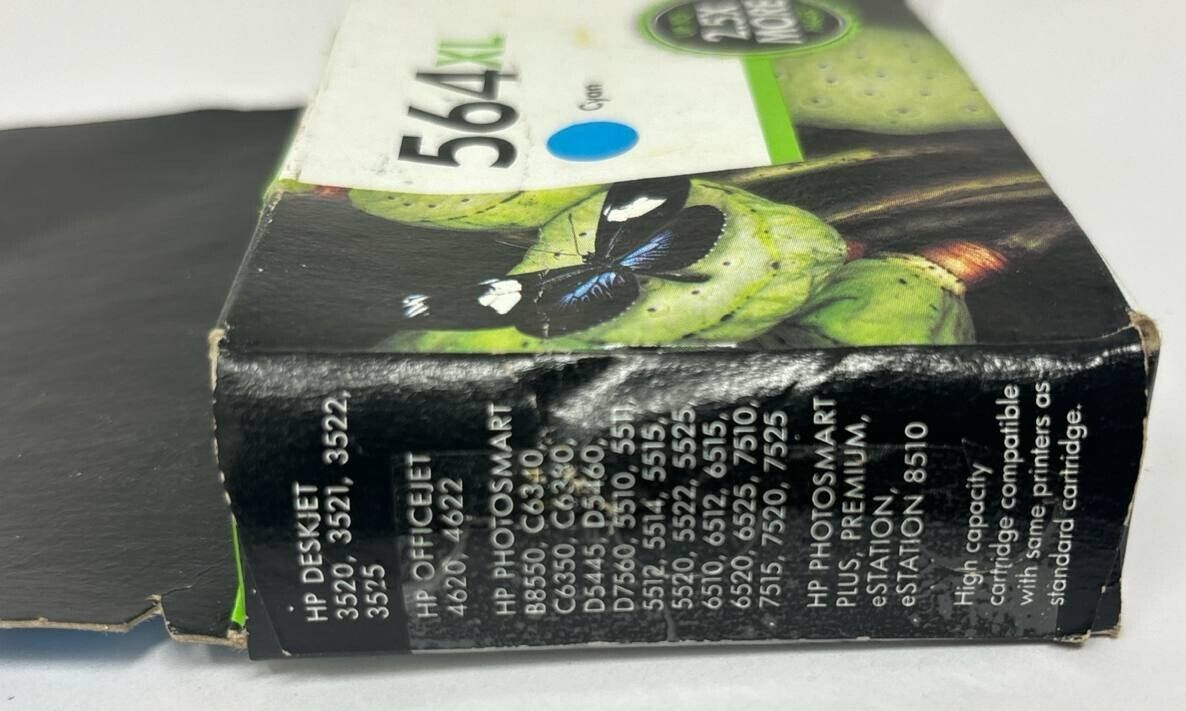 564XL
Cyan
2.5X
MORE
HP DESKJET
3520, 3521, 3522,
3525
HP OFFICEJET
4620, 4622
HP PHOTOSMART
B8550, C6340,
C6350, C6380,
D5445, D5460,
D7560, 5510, 5511
5512, 5514, 5515,
5520, 5522, 5525
6510, 6512, 6515,
6520, 6525, 7510,
7515, 7520, 7525
HP PHOTOSMART
PLUS, PREMIUM,
eSTATION,
eSTATION 8510
High capacity
cartridge compatible
with same printers as
standard cartridge.